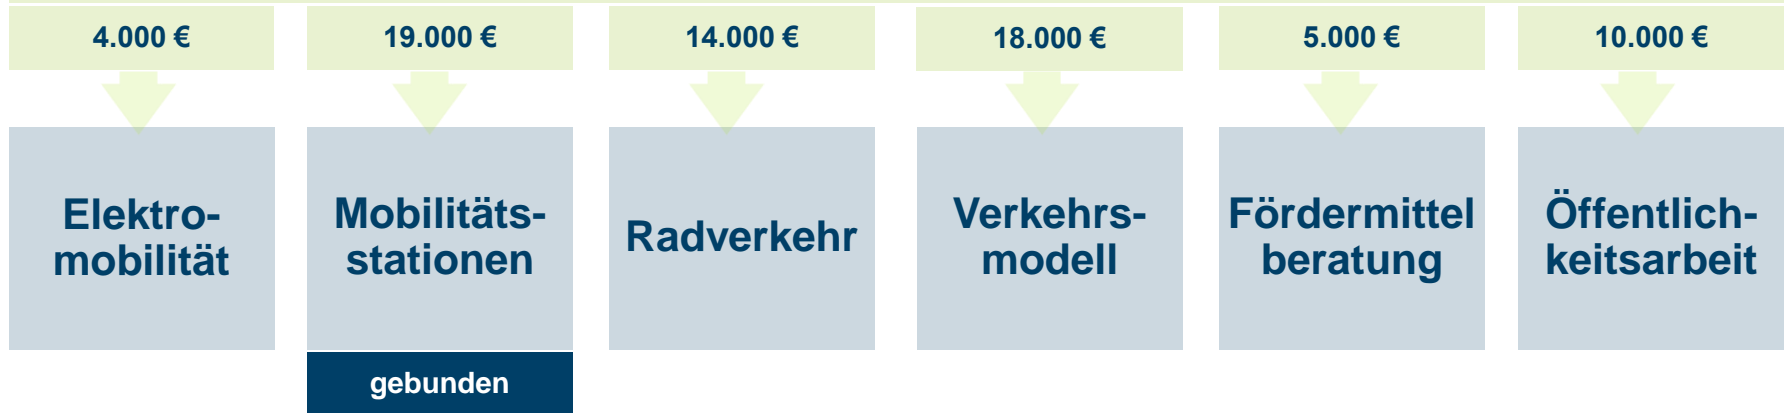 4.000 €
19.000 €
14.000 €
18.000 €
5.000 €
10.000 €
Elektro-
mobilität
Mobilitäts-
stationen
Radverkehr
Verkehrs-
modell
Fördermittel
beratung
Öffentlich-
keitsarbeit
gebunden